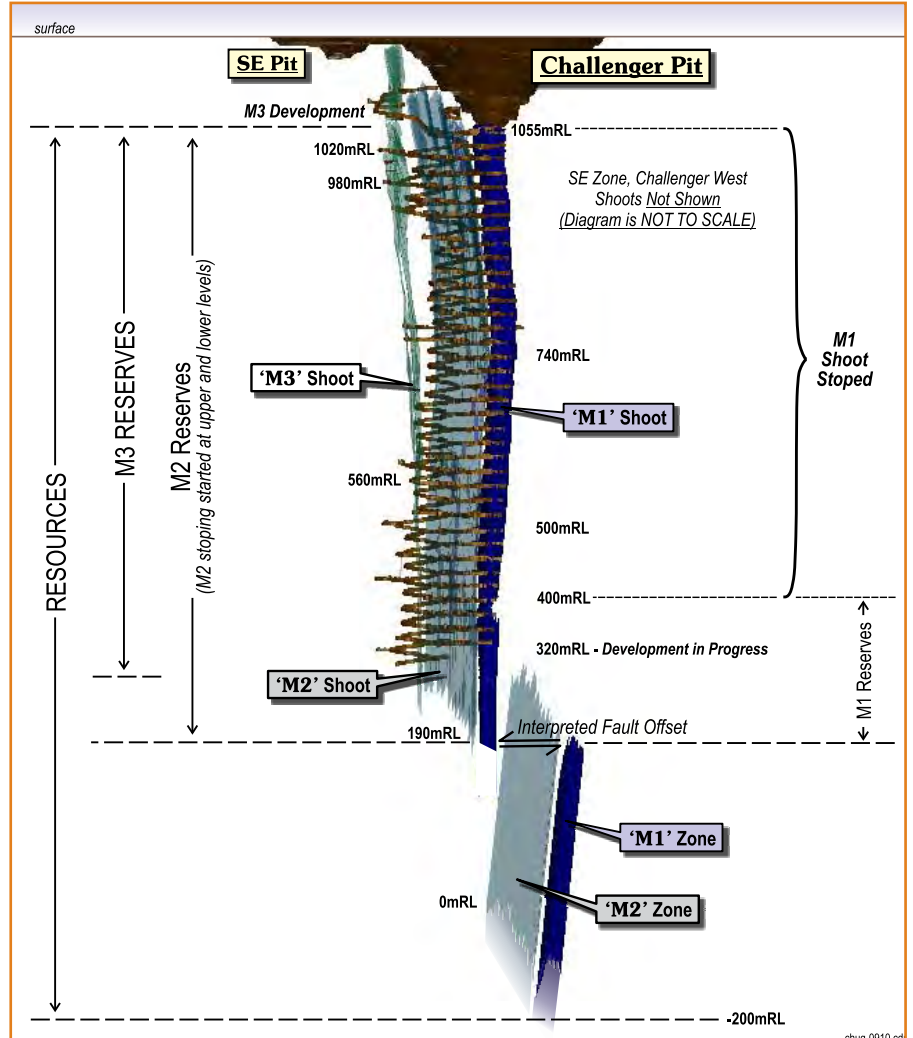 surface
SE Pit
Challenger Pit
M3 Development
1055mRL
1020mRL
980mRL
SE Zone, Challenger West
Shoots Not Shown
(Diagram is NOT TO SCALE)
RESOURCES
M3 RESERVES
M2 Reserves
(M2 stoping started at upper and lower levels)
740mRL
M1
Shoot
Stoped
'M3' Shoot
'M1' Shoot
560mRL
500mRL
400mRL
320mRL - Development in Progress
M1 Reserves
'M2' Shoot
190mRL
Interpreted Fault Offset
'M1' Zone
0mRL
'M2' Zone
-200mRL